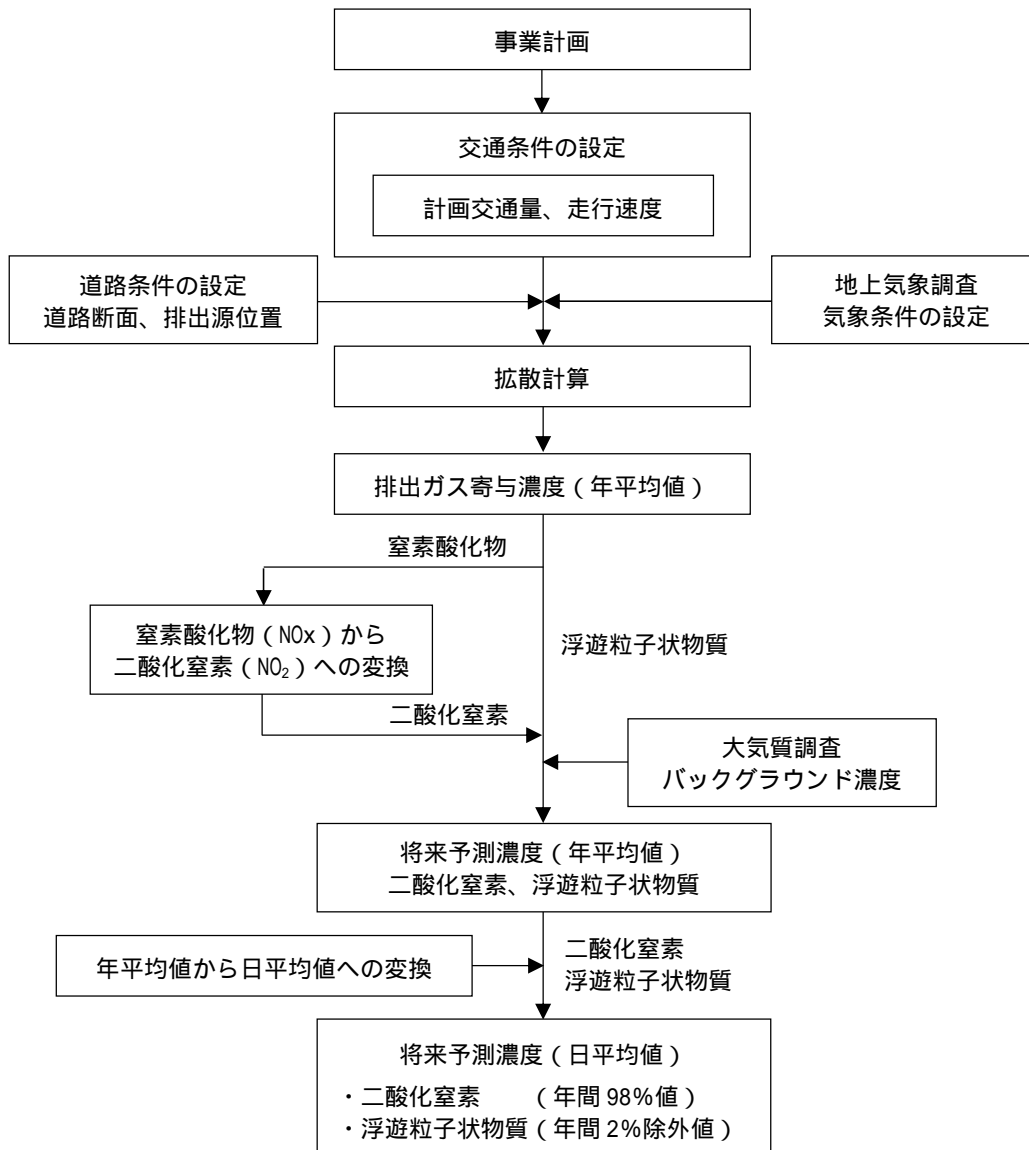 事業計画
交通条件の設定
計画交通量、走行速度
道路条件の設定
道路断面、排出源位置
地上気象調査
気象条件の設定
拡散計算
排出ガス寄与濃度(年平均値)
窒素酸化物
窒素酸化物(NOx)から
二酸化窒素(NO₂)への変換
浮遊粒子状物質
二酸化窒素
大気質調査
バックグラウンド濃度
将来予測濃度(年平均値)
二酸化窒素、浮遊粒子状物質
年平均値から日平均値への変換
二酸化窒素
浮遊粒子状物質
将来予測濃度(日平均値)
・二酸化窒素　　(年間 98%値)
・浮遊粒子状物質(年間 2%除外値)